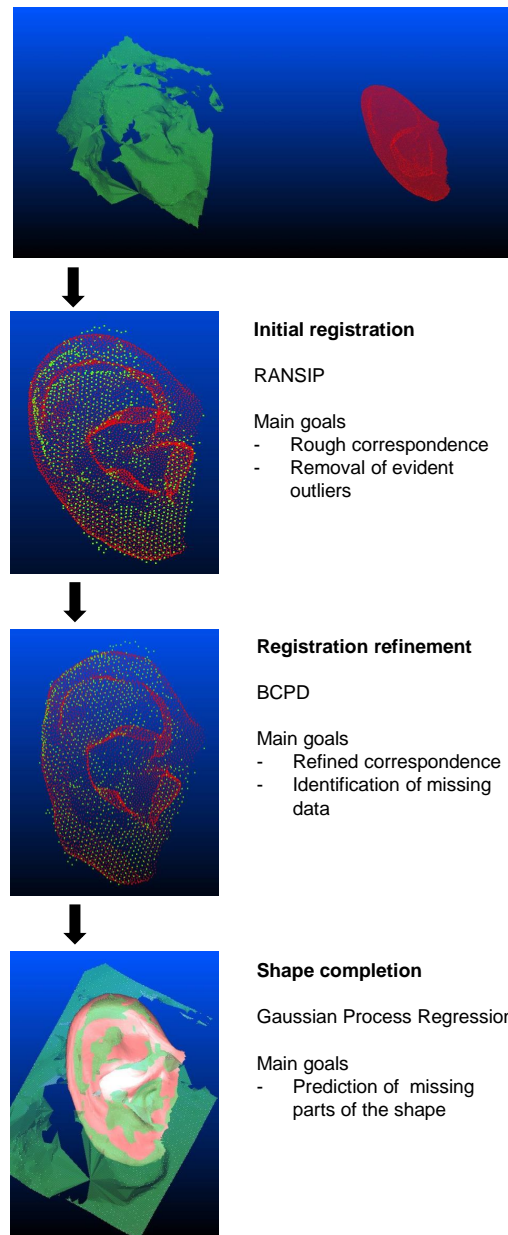 Initial registration
RANSIP
Main goals
- Rough correspondence
- Removal of evident
outliers
Registration refinement
BCPD
Main goals
- Refined correspondence
- Identification of missing
data
Shape completion
Gaussian Process Regression
Main goals
- Prediction of missing
parts of the shape